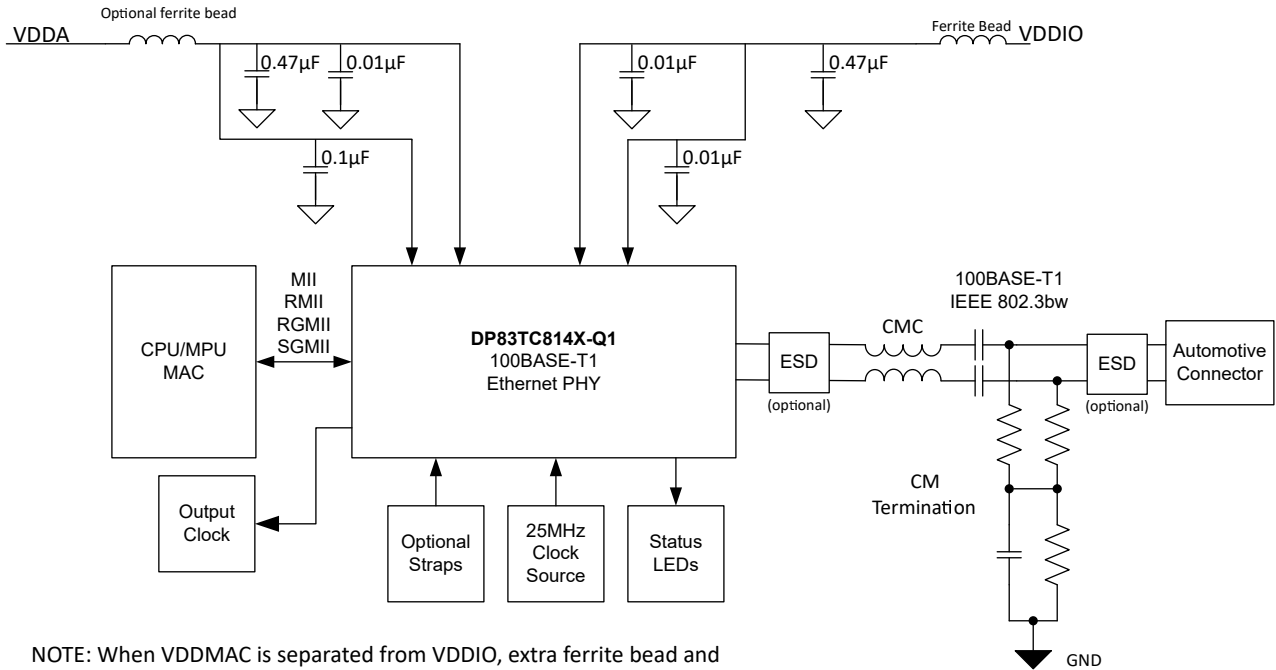 Optional ferrite bead
VDDA
Ferrite Bead
VDDIO
0.47µF
0.01µF
0.01µF
0.47µF
0.1µF
0.01µF
CPU/MPU
MAC
MII
RMII
RGMII
SGMII
DP83TC814X-Q1
100BASE-T1
Ethernet PHY
100BASE-T1
IEEE 802.3bw
CMC
ESD
(optional)
ESD
(optional)
Automotive
Connector
CM
Termination
Output
Clock
Optional
Straps
25MHz
Clock
Source
Status
LEDs
GND
NOTE: When VDDMAC is separated from VDDIO, extra ferrite bead and